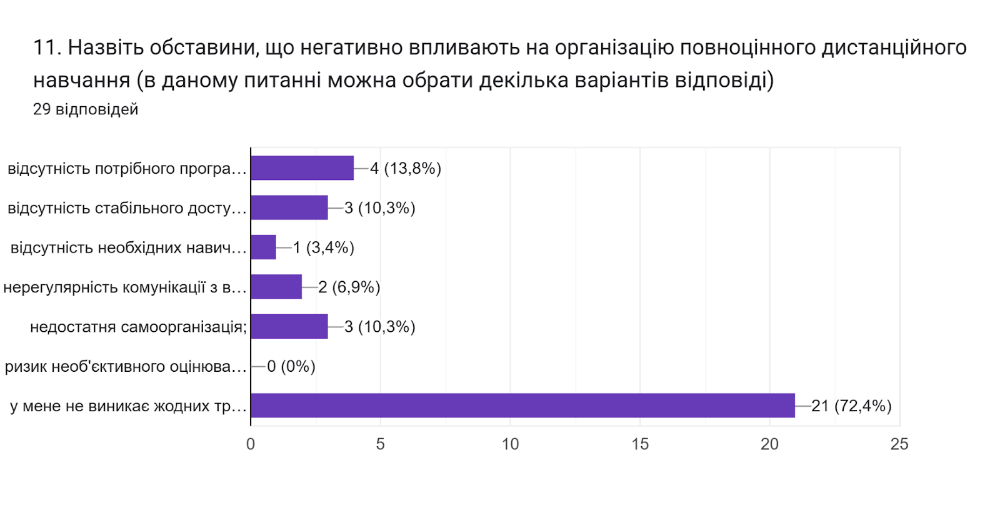 11. Назвіть обставини, що негативно впливають на організацію повноцінного дистанційного
навчання (в даному питанні можна обрати декілька варіантів відповіді)
29 відповідей
відсутність потрібного програ… 4 (13,8%)
відсутність стабільного досту… 3 (10,3%)
відсутність необхідних навич… 1 (3,4%)
нерегулярність комунікації з в… 2 (6,9%)
недостатня самоорганізація; 3 (10,3%)
ризик необ'єктивного оцінюва… 0 (0%)
у мене не виникає жодних тр… 21 (72,4%)
0 5 10 15 20 25